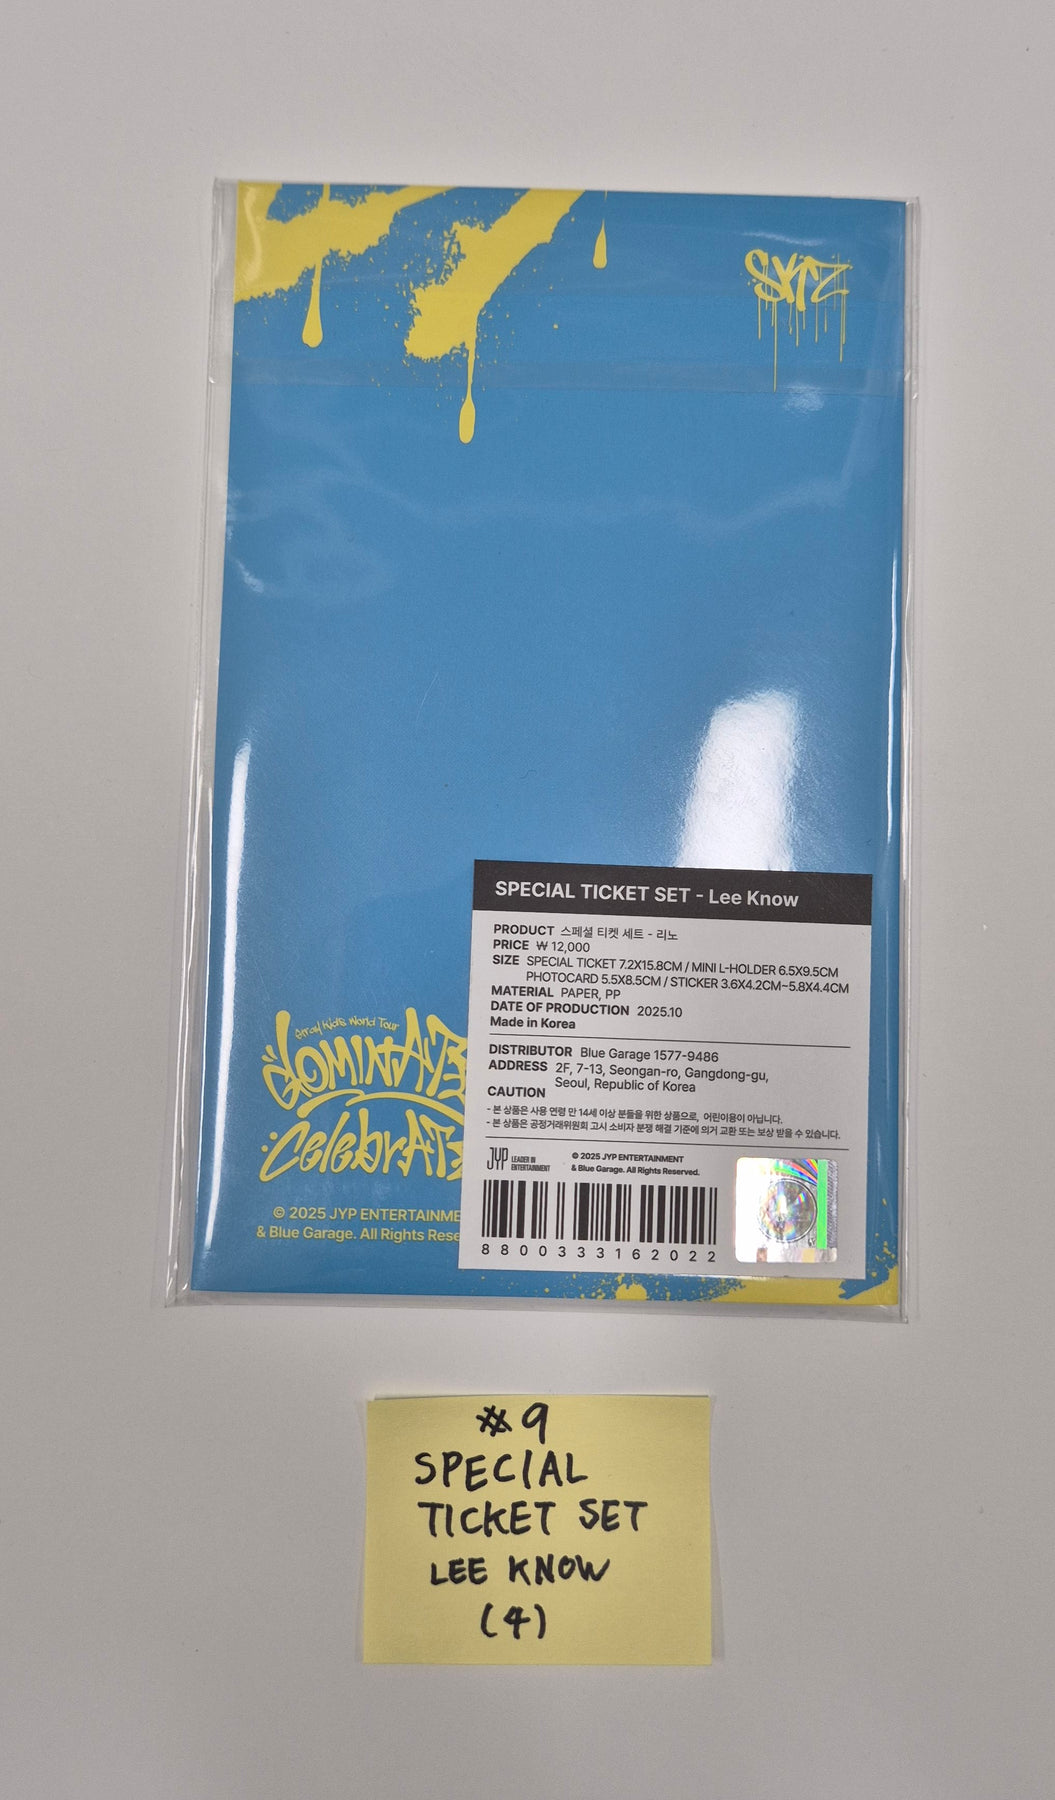 SKZ
SPECIAL TICKET SET - Lee Know
PRODUCT 스페셜 티켓 세트 - 리노
PRICE ₩ 12,000
SIZE SPECIAL TICKET 7.2X15.8CM / MINI L-HOLDER 6.5X9.5CM
PHOTOCARD 5.5X8.5CM / STICKER 3.6X4.2CM~5.8X4.4CM
MATERIAL PAPER, PP
DATE OF PRODUCTION 2025.10
Made in Korea
DISTRIBUTOR Blue Garage 1577-9486
ADDRESS 2F, 7-13, Seongan-ro, Gangdong-gu,
Seoul, Republic of Korea
CAUTION
- 본 상품은 사용 연령 만 14세 이상 분들을 위한 상품으로, 어린이용이 아닙니다.
- 본 상품은 공정거래위원회 고시 소비자 분쟁 해결 기준에 의거 교환 또는 보상 받을 수 있습니다.
JYP LEADER IN
ENTERTAINMENT
© 2025 JYP ENTERTAINMENT
& Blue Garage. All Rights Reserved.
8800333162022
Stray Kids World Tour
dominATE
celebrATE
© 2025 JYP ENTERTAINME
& Blue Garage. All Rights Rese
#9
SPECIAL
TICKET SET
LEE KNOW
(4)